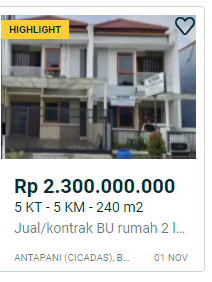 HIGHLIGHT
Rp 2.300.000.000
5 KT - 5 KM - 240 m2
Jual/kontrak BU rumah 2 l...
ANTAPANI (CICADAS), B... 01 NOV